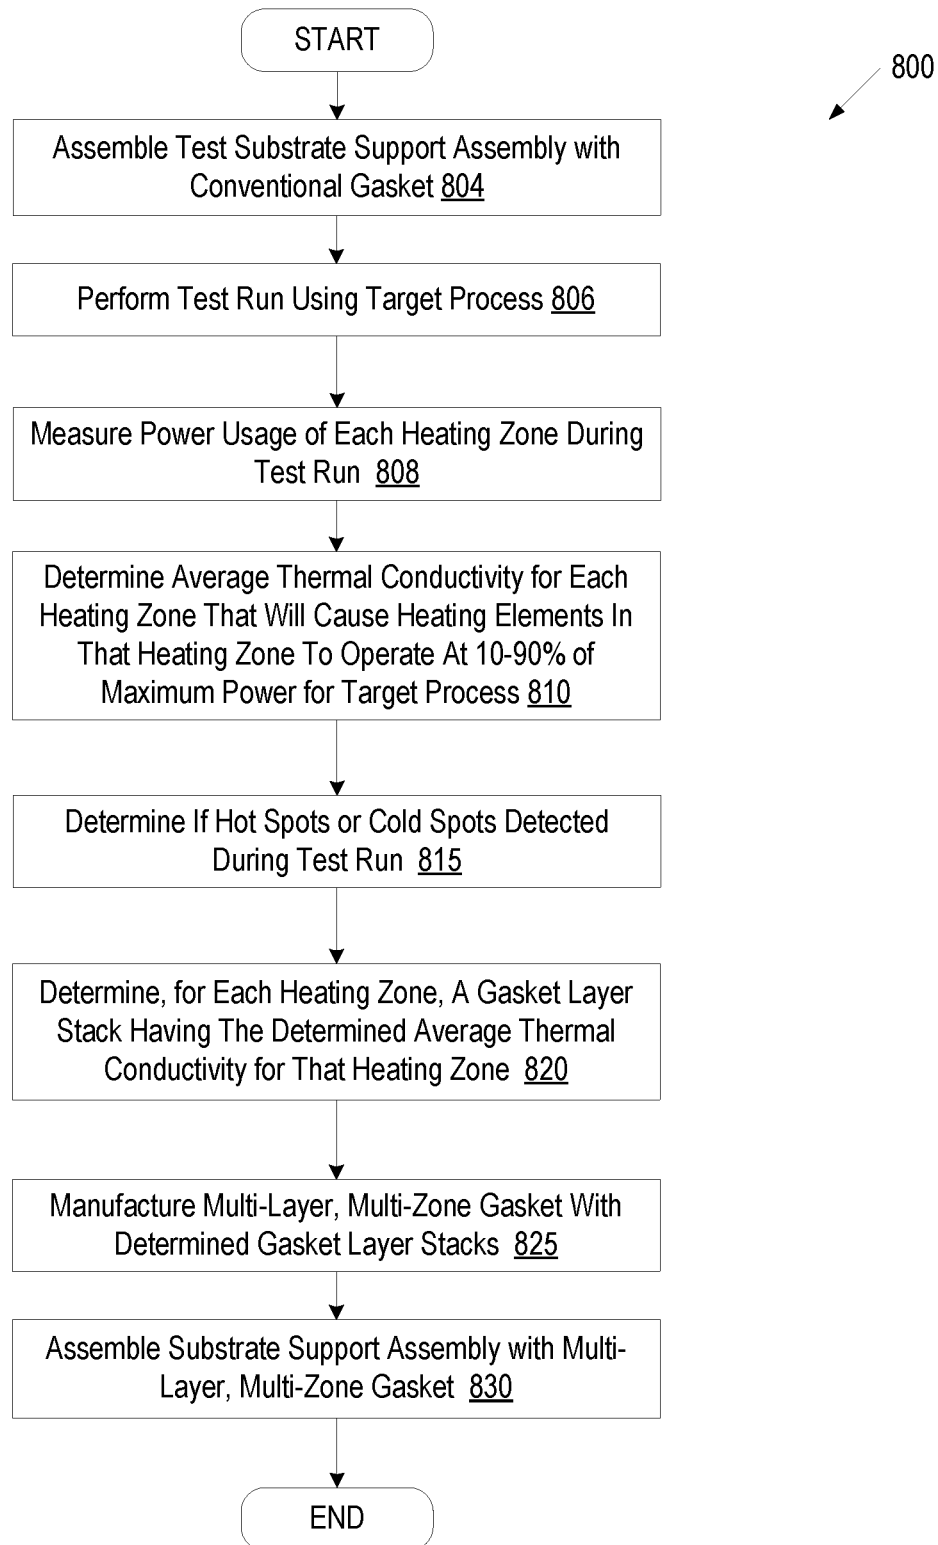 START
800
Assemble Test Substrate Support Assembly with
Conventional Gasket 804
Perform Test Run Using Target Process 806
Measure Power Usage of Each Heating Zone During
Test Run 808
Determine Average Thermal Conductivity for Each
Heating Zone That Will Cause Heating Elements In
That Heating Zone To Operate At 10-90% of
Maximum Power for Target Process 810
Determine If Hot Spots or Cold Spots Detected
During Test Run 815
Determine, for Each Heating Zone, A Gasket Layer
Stack Having The Determined Average Thermal
Conductivity for That Heating Zone 820
Manufacture Multi-Layer, Multi-Zone Gasket With
Determined Gasket Layer Stacks 825
Assemble Substrate Support Assembly with Multi-
Layer, Multi-Zone Gasket 830
END